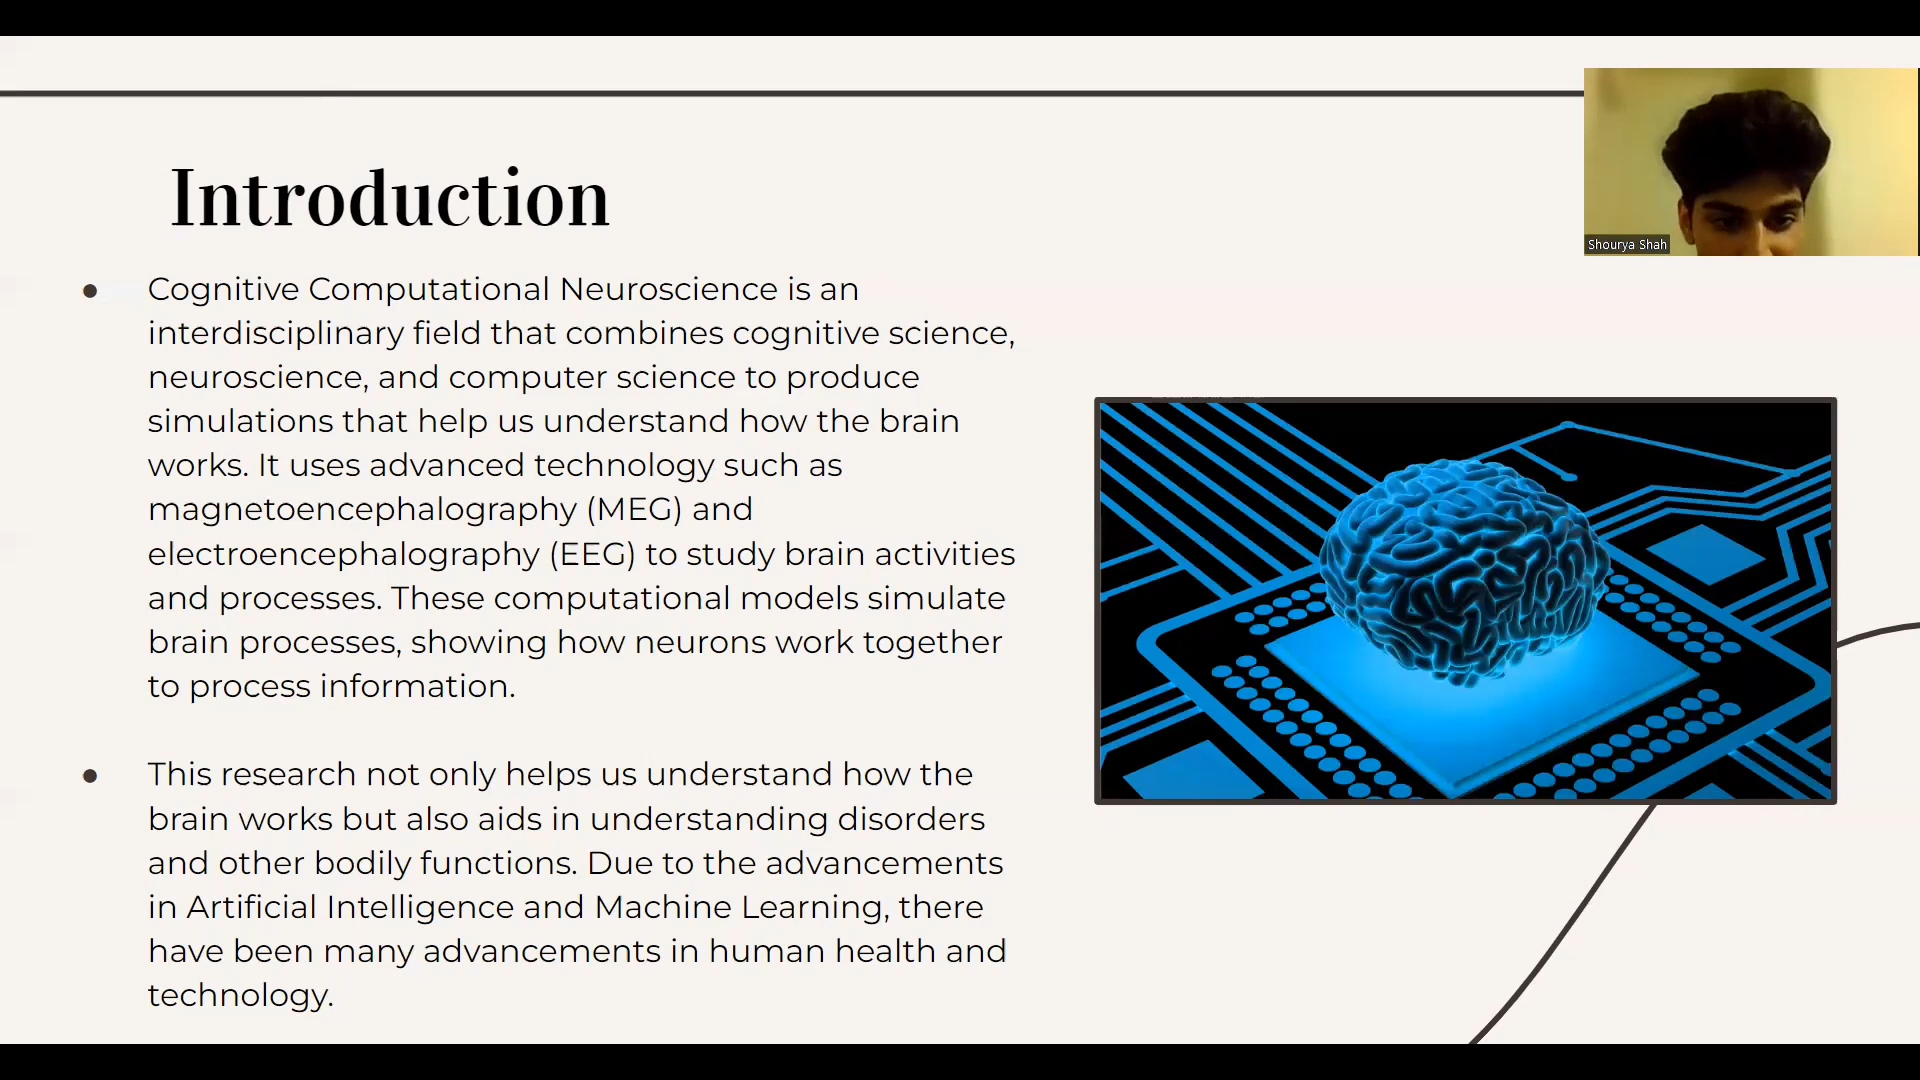 Introduction
Shourya Shah
● Cognitive Computational Neuroscience is an
interdisciplinary field that combines cognitive science,
neuroscience, and computer science to produce
simulations that help us understand how the brain
works. It uses advanced technology such as
magnetoencephalography (MEG) and
electroencephalography (EEG) to study brain activities
and processes. These computational models simulate
brain processes, showing how neurons work together
to process information.
● This research not only helps us understand how the
brain works but also aids in understanding disorders
and other bodily functions. Due to the advancements
in Artificial Intelligence and Machine Learning, there
have been many advancements in human health and
technology.